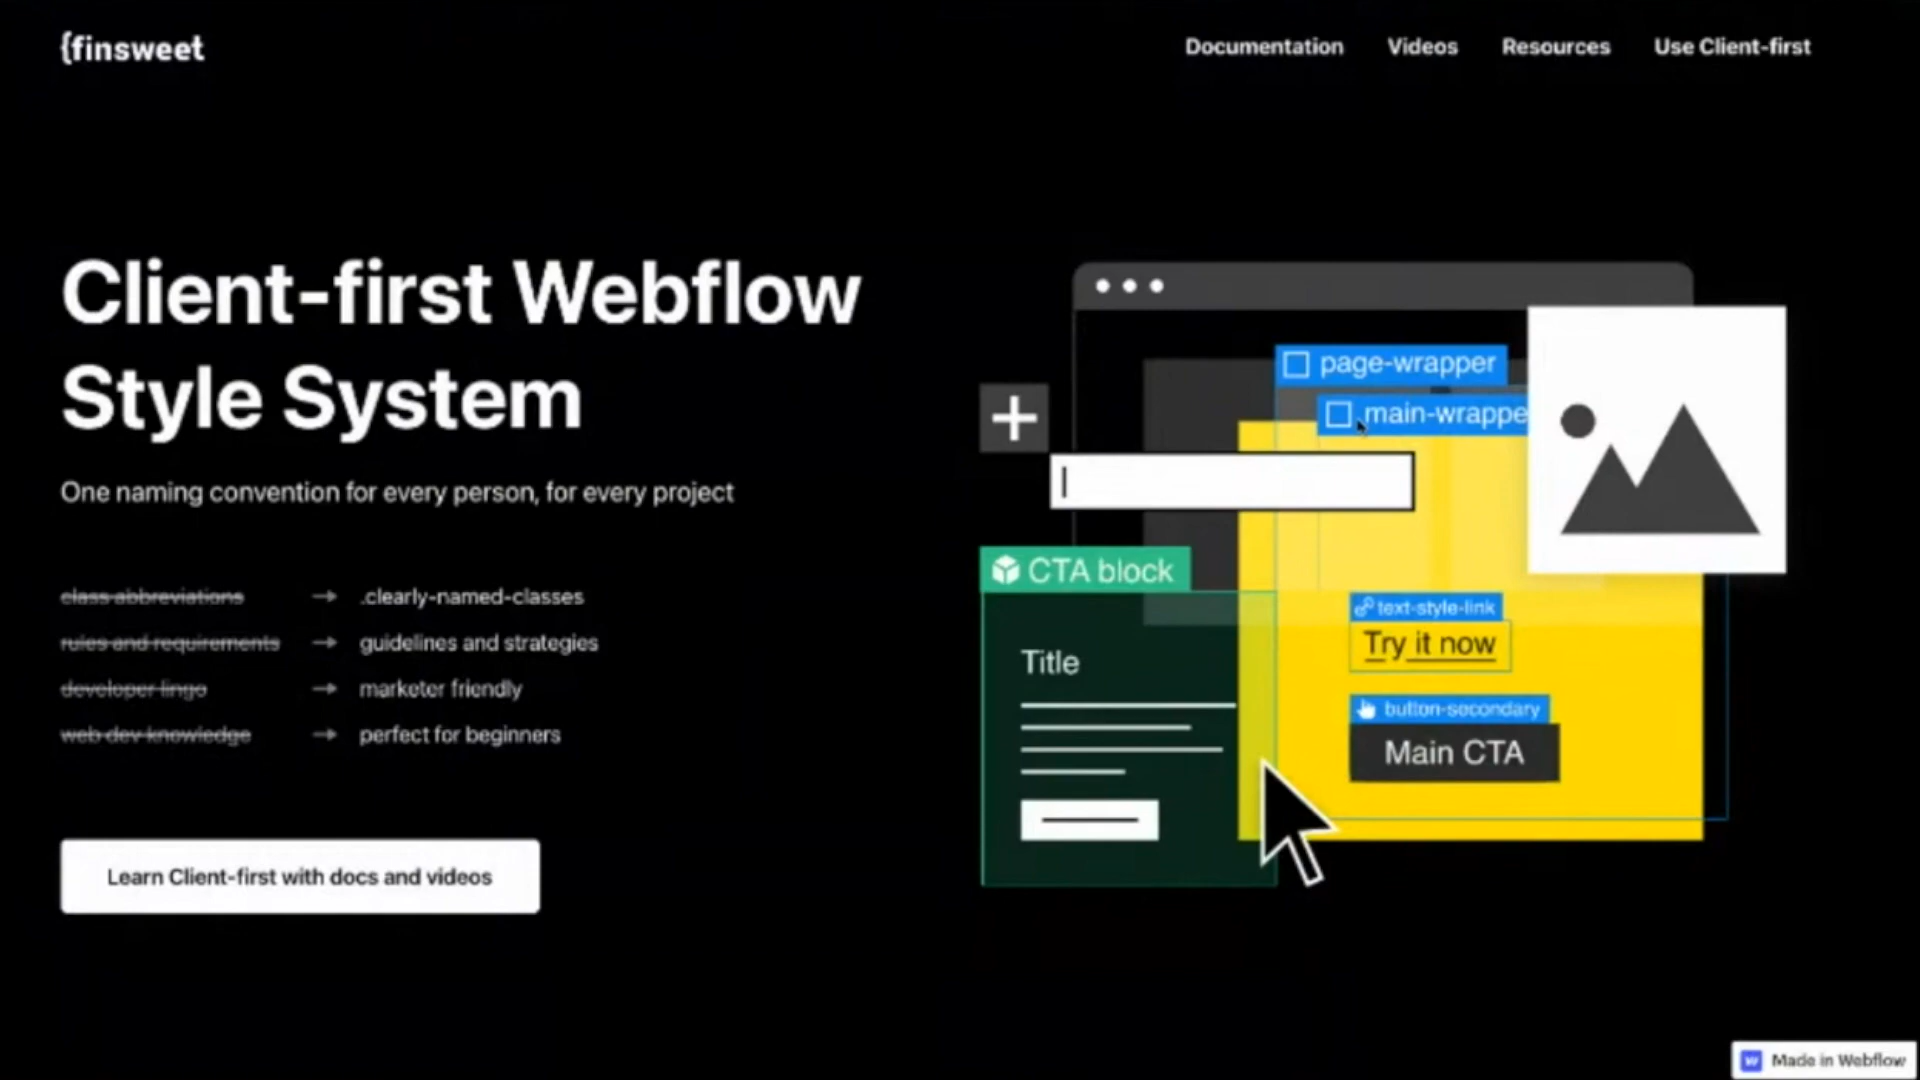 {finsweet
Documentation
Videos
Resources
Use Client-first
Client-first Webflow
Style System
One naming convention for every person, for every project
class abbreviations → .clearly-named-classes
rules and requirements → guidelines and strategies
developer lingo → marketer friendly
web dev knowledge → perfect for beginners
Learn Client-first with docs and videos
page-wrapper
main-wrappe
CTA block
Title
text-style-link
Try it now
button-secondary
Main CTA
Made in Webflow